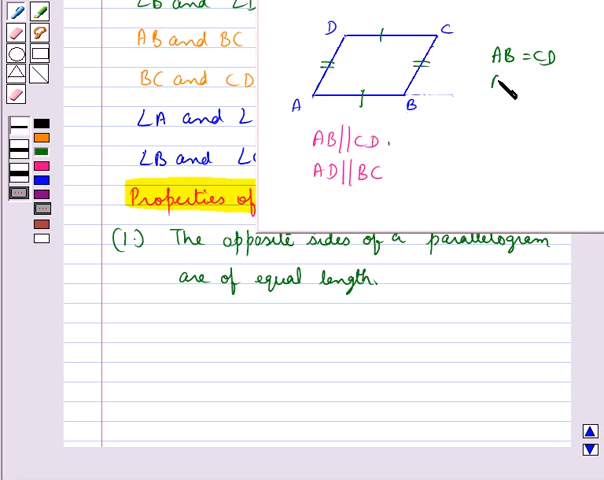 ∠B and ∠D
AB and BC
BC and CD
∠A and ∠
∠B and ∠C
Properties of
D
C
A
B
AB = CD
AB||CD.
AD||BC
(1.) The opposite sides of a parallelogram
are of equal length.